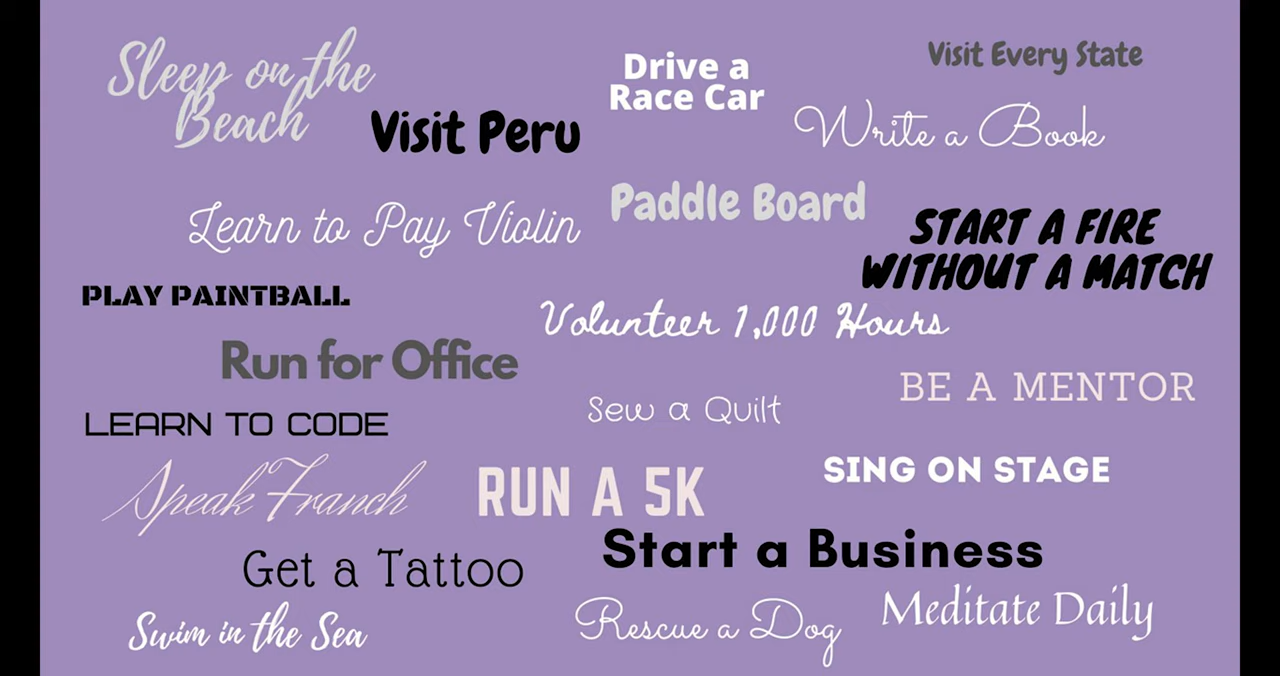 Sleep on the
Beach
Drive a
Race Car
Visit Every State
Visit Peru
Write a Book
Learn to Pay Violin
Paddle Board
START A FIRE
WITHOUT A MATCH
PLAY PAINTBALL
Volunteer 1,000 Hours
Run for Office
BE A MENTOR
Sew a Quilt
LEARN TO CODE
Speak Franch
RUN A 5K
SING ON STAGE
Start a Business
Get a Tattoo
Meditate Daily
Swim in the Sea
Rescue a Dog